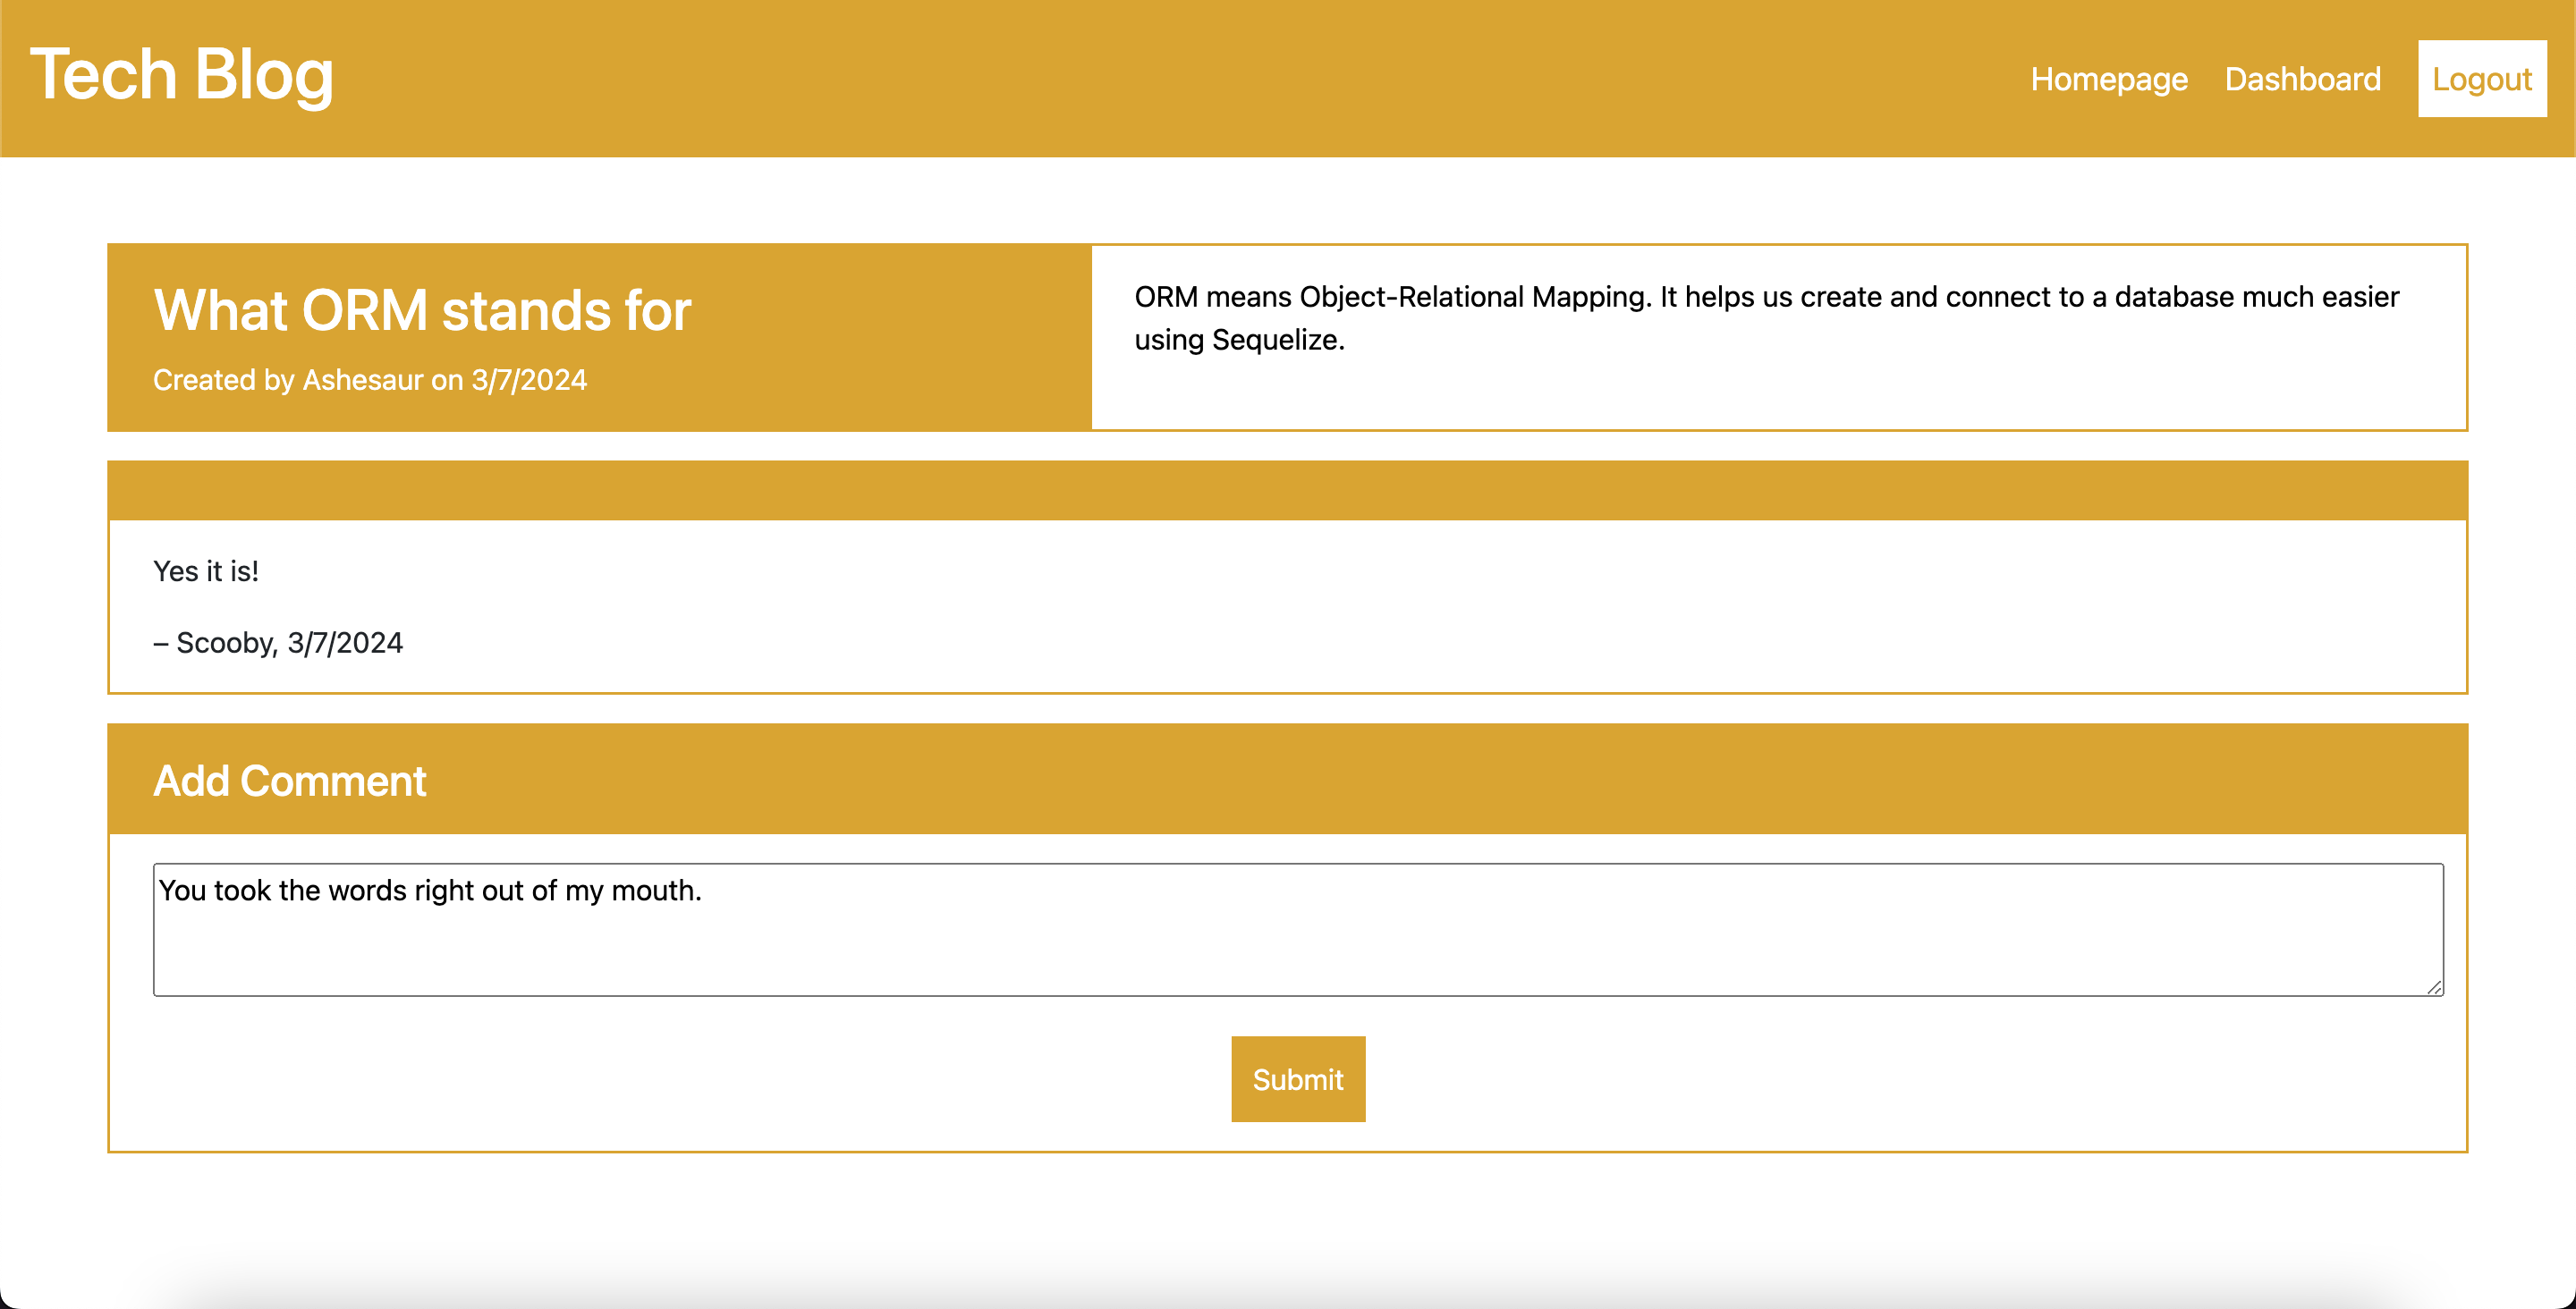 Tech Blog
Homepage Dashboard Logout
What ORM stands for
Created by Ashesaur on 3/7/2024
ORM means Object-Relational Mapping. It helps us create and connect to a database much easier
using Sequelize.
Yes it is!
– Scooby, 3/7/2024
Add Comment
You took the words right out of my mouth.
Submit